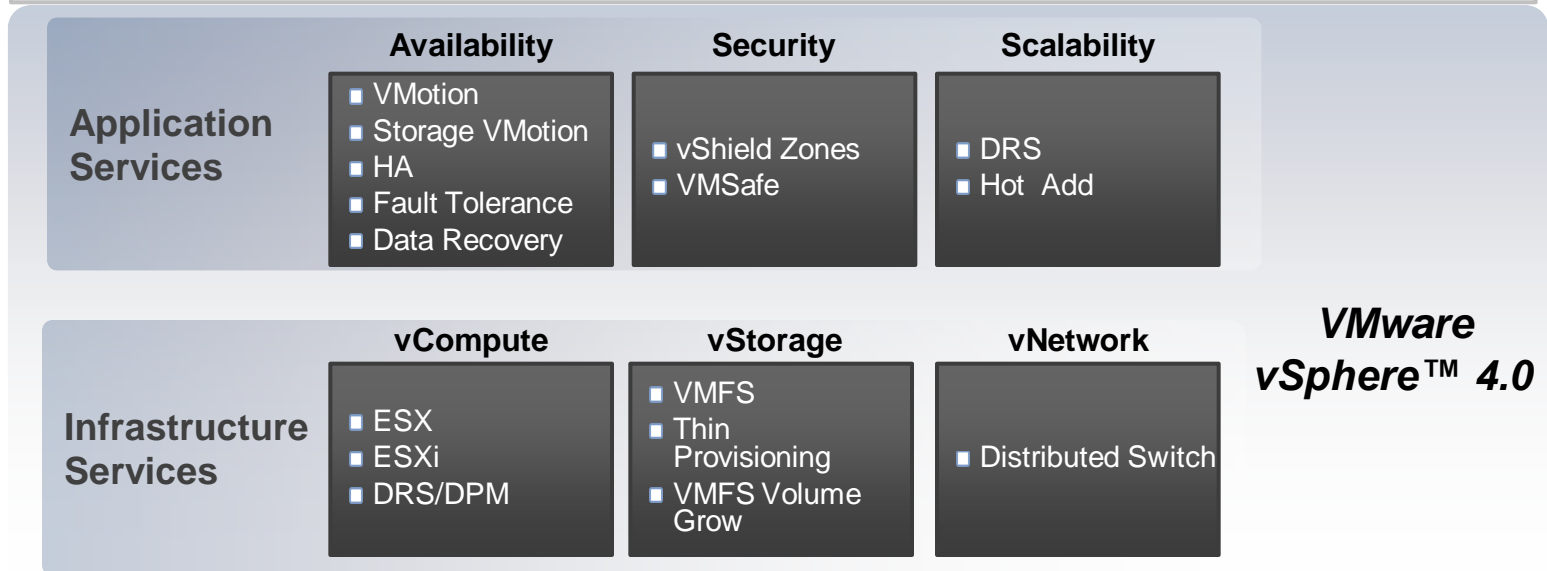 Availability
Security
Scalability
Application
Services
VMotion
Storage VMotion
HA
Fault Tolerance
Data Recovery
vShield Zones
VMSafe
DRS
Hot Add
VMware
vSphere™ 4.0
vCompute
vStorage
vNetwork
Infrastructure
Services
ESX
ESXi
DRS/DPM
VMFS
Thin
Provisioning
VMFS Volume
Grow
Distributed Switch